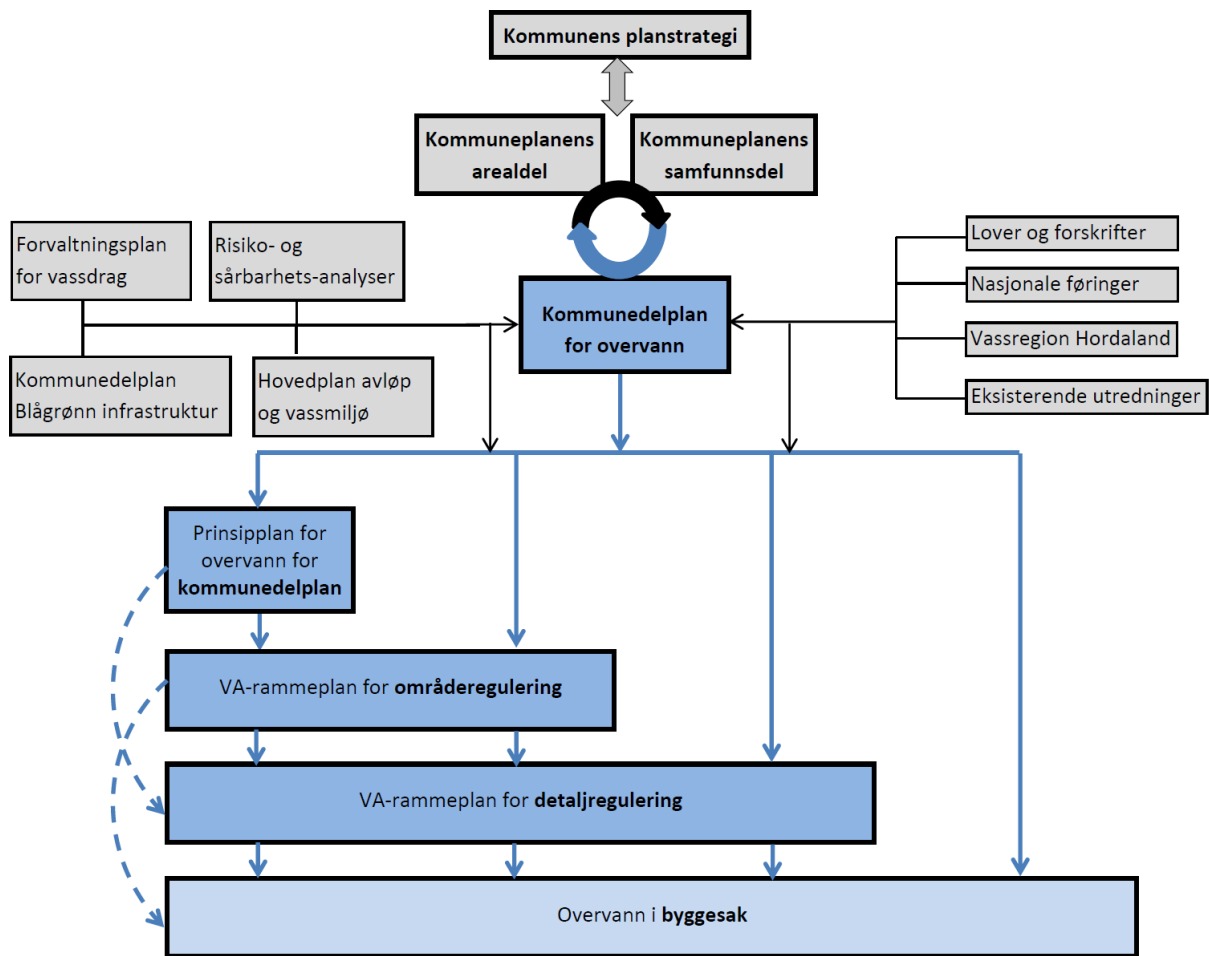 Kommunens planstrategi
Kommuneplanens
arealdel
Kommuneplanens
samfunnsdel
Forvaltningsplan
for vassdrag
Risiko- og
sårbarhets-analyser
Kommunedelplan
Blågrønn infrastruktur
Hovedplan avløp
og vassmiljø
Kommunedelplan
for overvann
Lover og forskrifter
Nasjonale føringer
Vassregion Hordaland
Eksisterende utredninger
Prinsipplan for
overvann for
kommunedelplan
VA-rammeplan for områderegulering
VA-rammeplan for detaljregulering
Overvann i byggesak